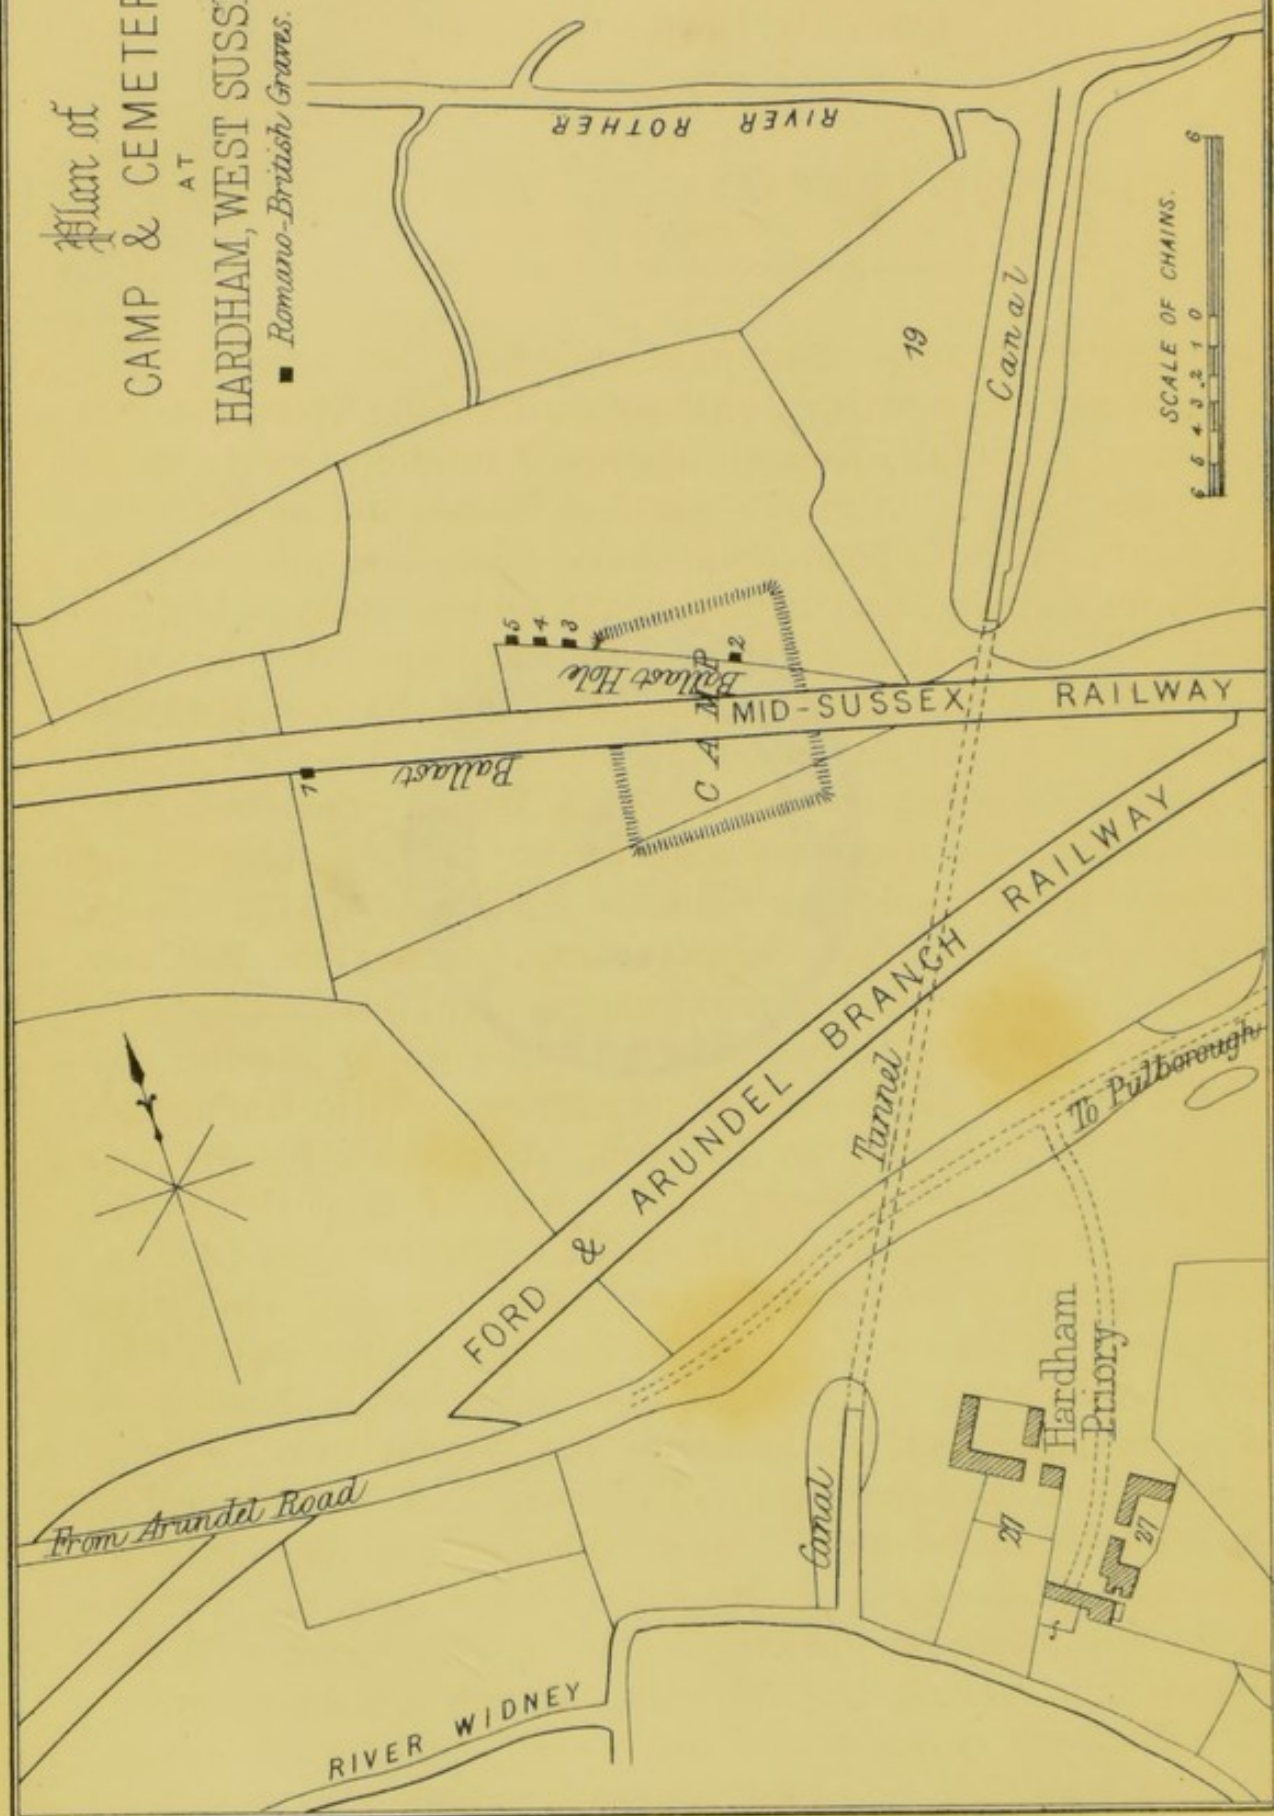 Plan of
CAMP & CEMETER
AT
HARDHAM, WEST SUSS
■ Romano-British Graves.
RIVER ROTHER
19
Canal
SCALE OF CHAINS.
6 5 4 3 2 1 0 6
5
4
3
2
Ballast Hole
CAMP
MID-SUSSEX RAILWAY
1
Ballast
FORD & ARUNDEL BRANCH RAILWAY
Tunnel
To Pulborough
From Arundel Road
Canal
Hardham
Priory
27
27
RIVER WIDNEY